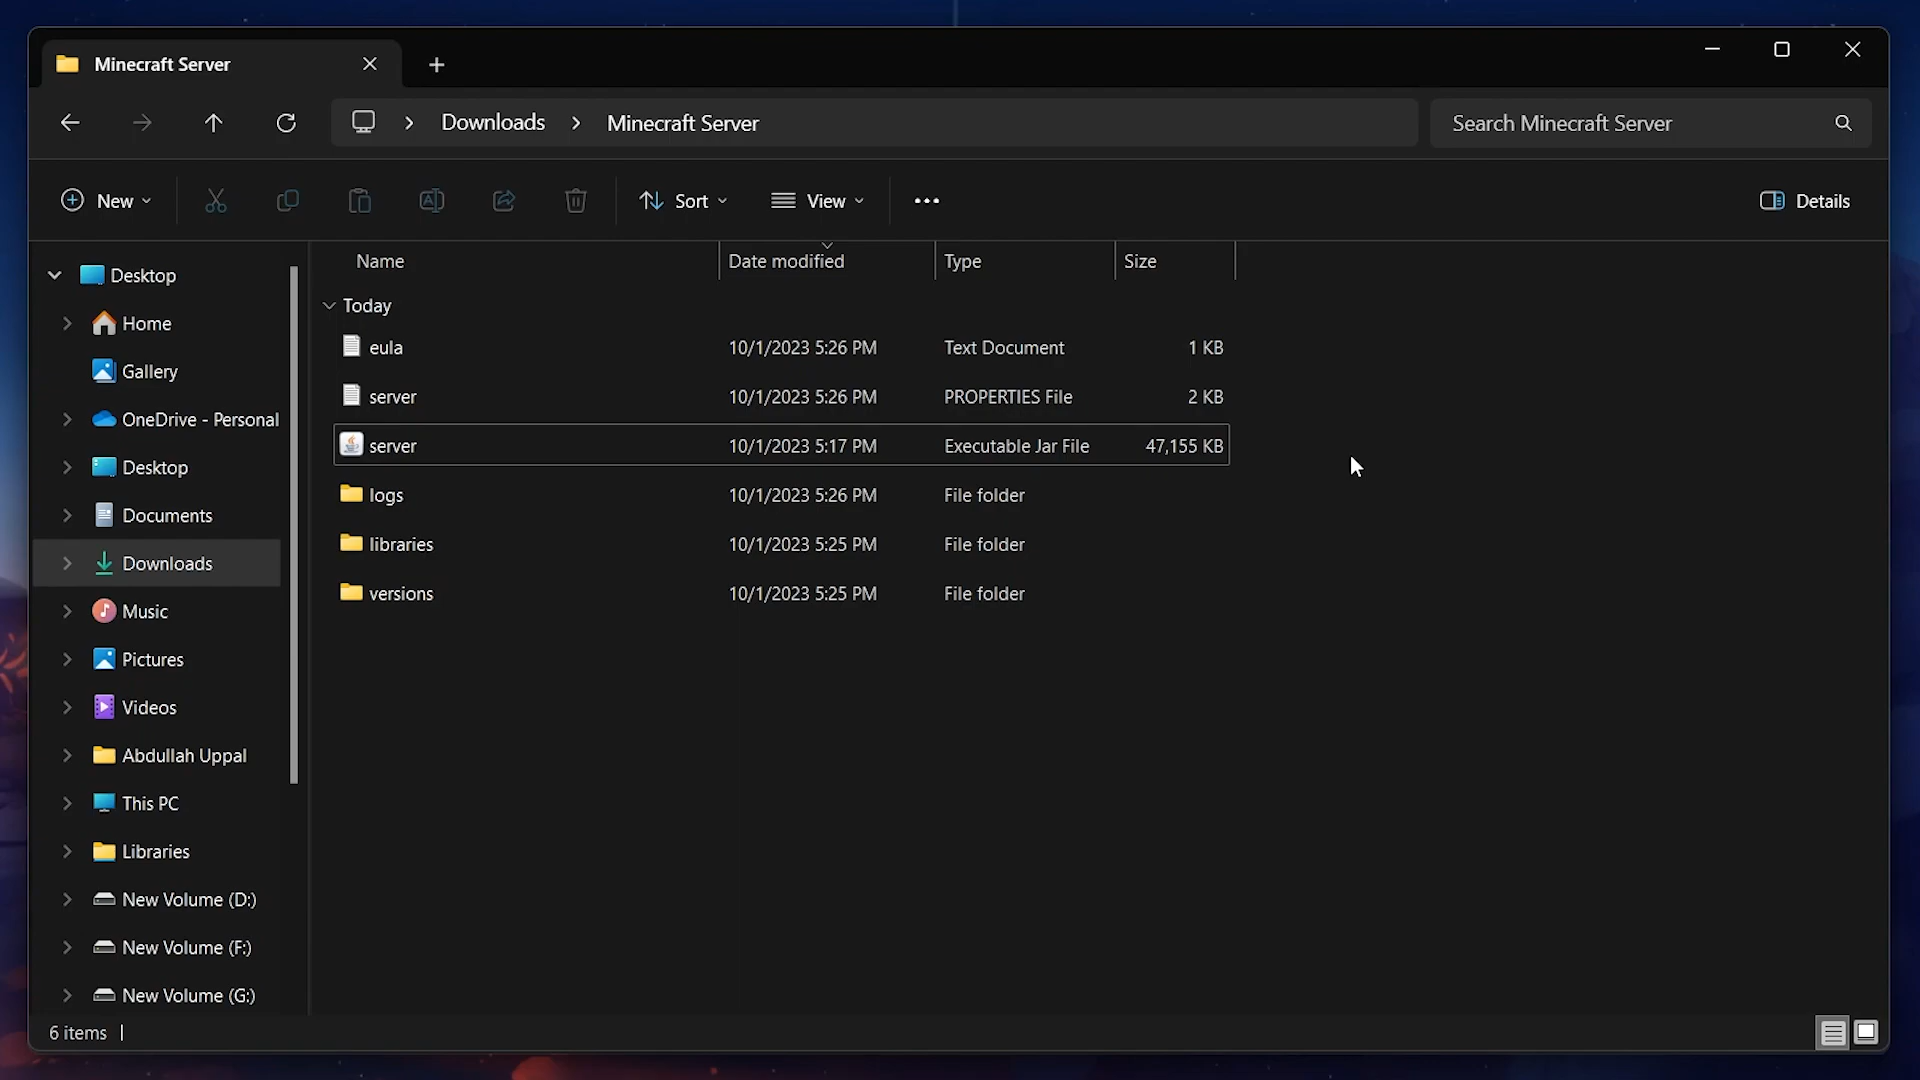 Minecraft Server
Downloads Minecraft Server
Search Minecraft Server
New
Sort
View
Details
Name Date modified Type Size
Desktop
Home
Gallery
OneDrive - Personal
Desktop
Documents
Downloads
Music
Pictures
Videos
Abdullah Uppal
This PC
Libraries
New Volume (D:)
New Volume (F:)
New Volume (G:)
Today
eula 10/1/2023 5:26 PM Text Document 1 KB
server 10/1/2023 5:26 PM PROPERTIES File 2 KB
server 10/1/2023 5:17 PM Executable Jar File 47,155 KB
logs 10/1/2023 5:26 PM File folder
libraries 10/1/2023 5:25 PM File folder
versions 10/1/2023 5:25 PM File folder
6 items